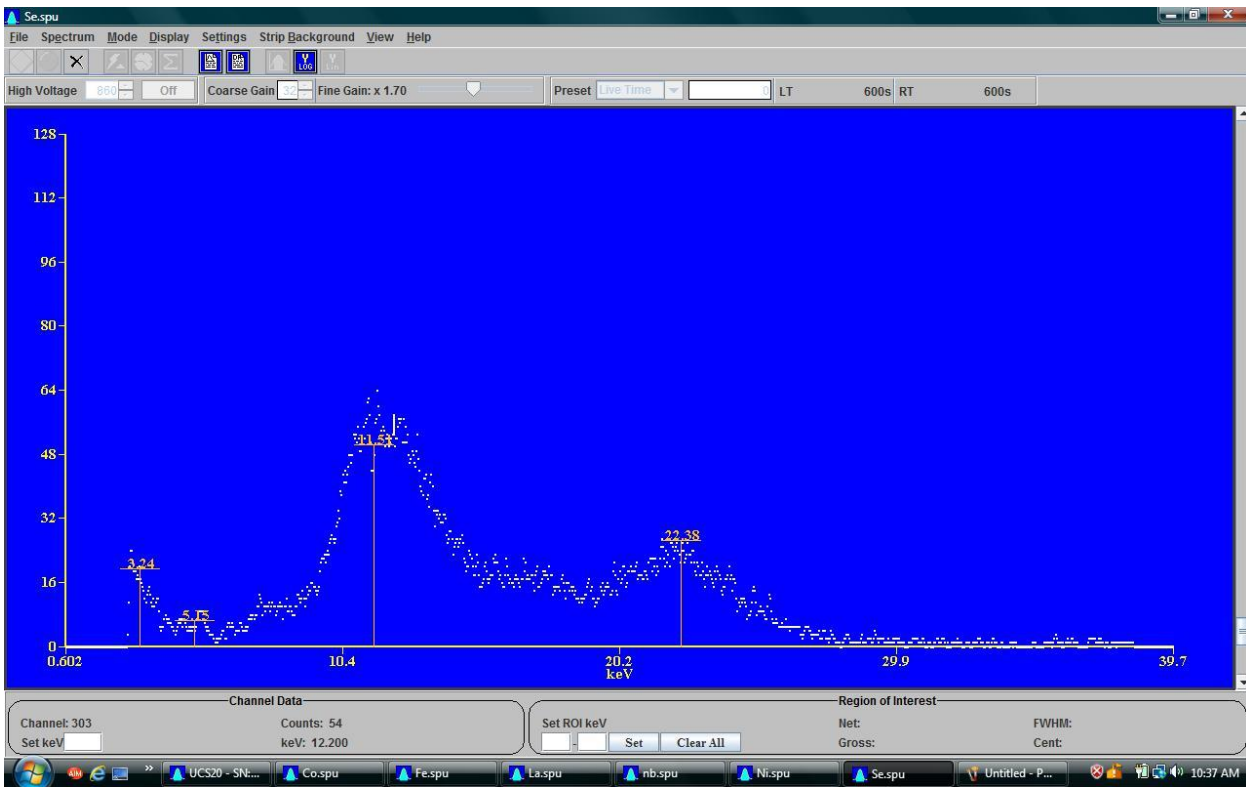 Se.spu
File Spectrum Mode Display Settings Strip Background View Help
High Voltage 860 Off Coarse Gain 32 Fine Gain: x 1.70 Preset Live Time 0 LT 600s RT 600s
128
112
96
80
64
48
32
16
0
11.51
22.38
3.24
5.15
0.602 10.4 20.2 29.9 39.7
keV
Channel Data
Channel: 303 Counts: 54
Set keV keV: 12.200
Region of Interest
Set ROI keV Net: FWHM:
- Set Clear All Gross: Cent:
UCS20 - SN:... Co.spu Fe.spu La.spu nb.spu Ni.spu Se.spu Untitled - P... 10:37 AM